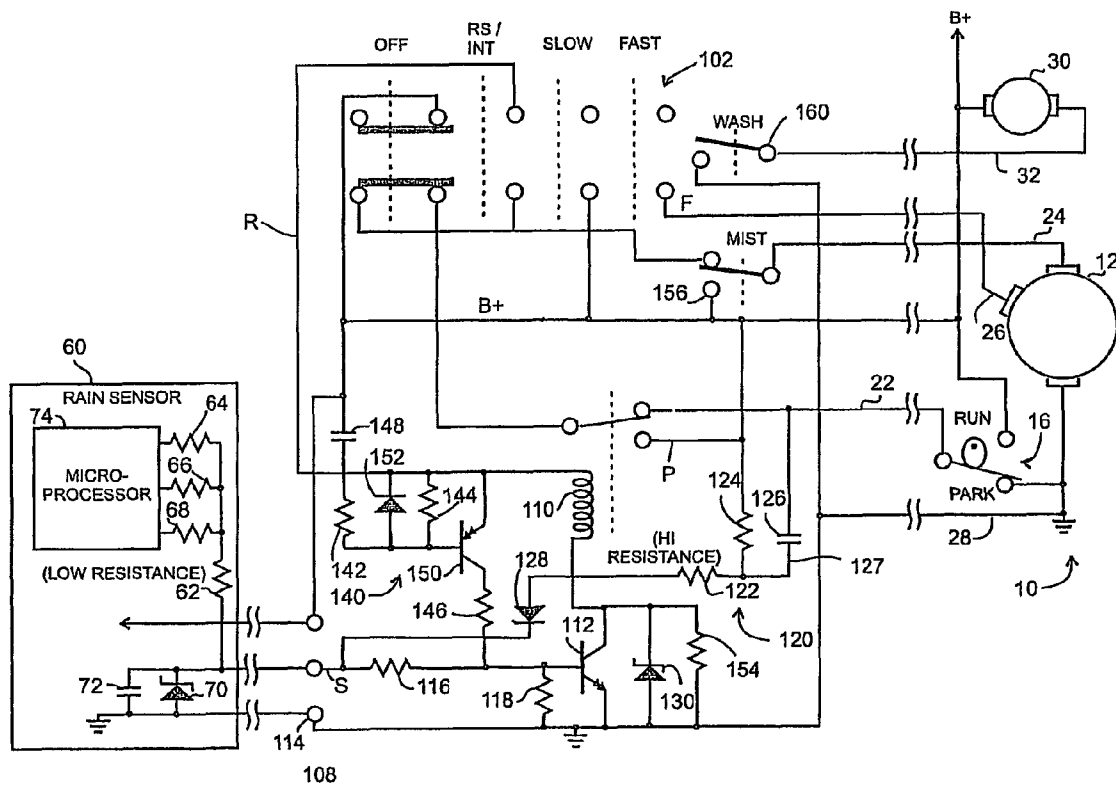 B+
RS /
INT
OFF
SLOW
FAST
102
30
WASH
160
32
R
F
24
MIST
12
156
B+
26
60
RAIN SENSOR
74
64
MICRO-
PROCESSOR
66
68
(LOW RESISTANCE)
62
148
152
144
142
140
150
146
110
128
22
P
RUN
16
PARK
124
126
(HI
RESISTANCE)
122
127
28
10
120
112
154
72
70
S
116
118
130
114
108